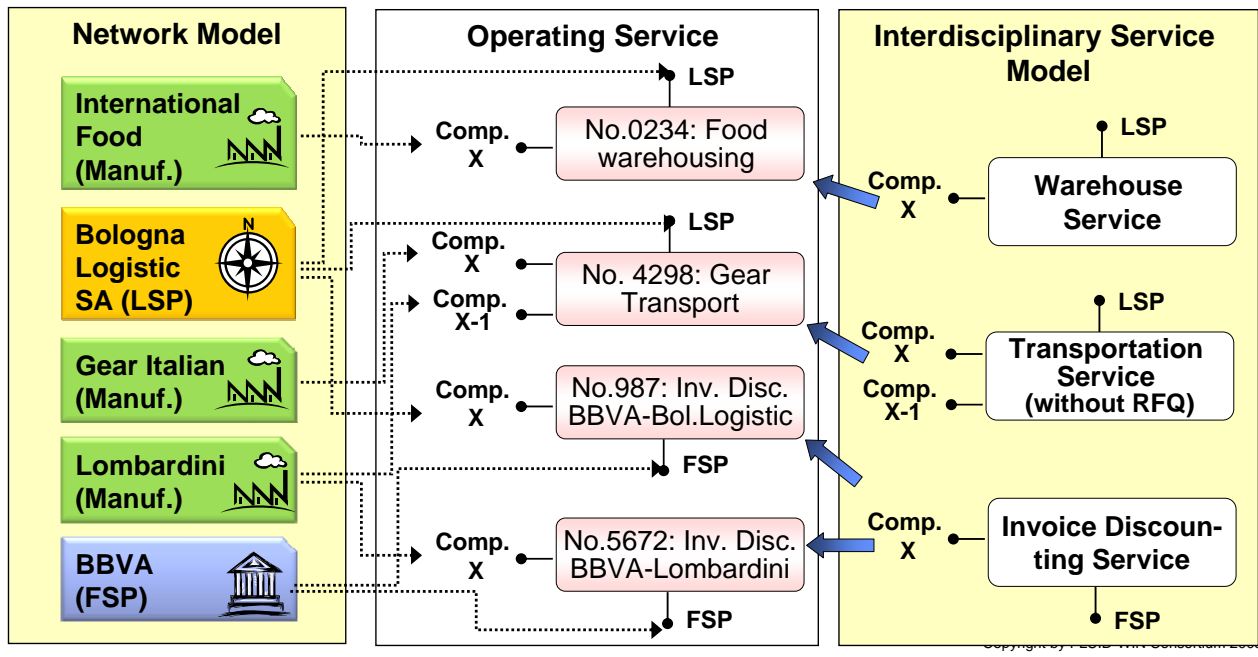 Network Model
International
Food
(Manuf.)
N
Bologna
Logistic
SA (LSP)
Gear Italian
(Manuf.)
Lombardini
(Manuf.)
BBVA
(FSP)
Operating Service
LSP
Comp.
X
No.0234: Food
warehousing
LSP
Comp.
X
Comp.
X-1
No. 4298: Gear
Transport
Comp.
X
No.987: Inv. Disc.
BBVA-Bol.Logistic
FSP
Comp.
X
No.5672: Inv. Disc.
BBVA-Lombardini
FSP
Interdisciplinary Service
Model
LSP
Comp.
X
Warehouse
Service
LSP
Comp.
X
Comp.
X-1
Transportation
Service
(without RFQ)
Comp.
X
Invoice Discoun-
ting Service
FSP
Copyright by Consortium